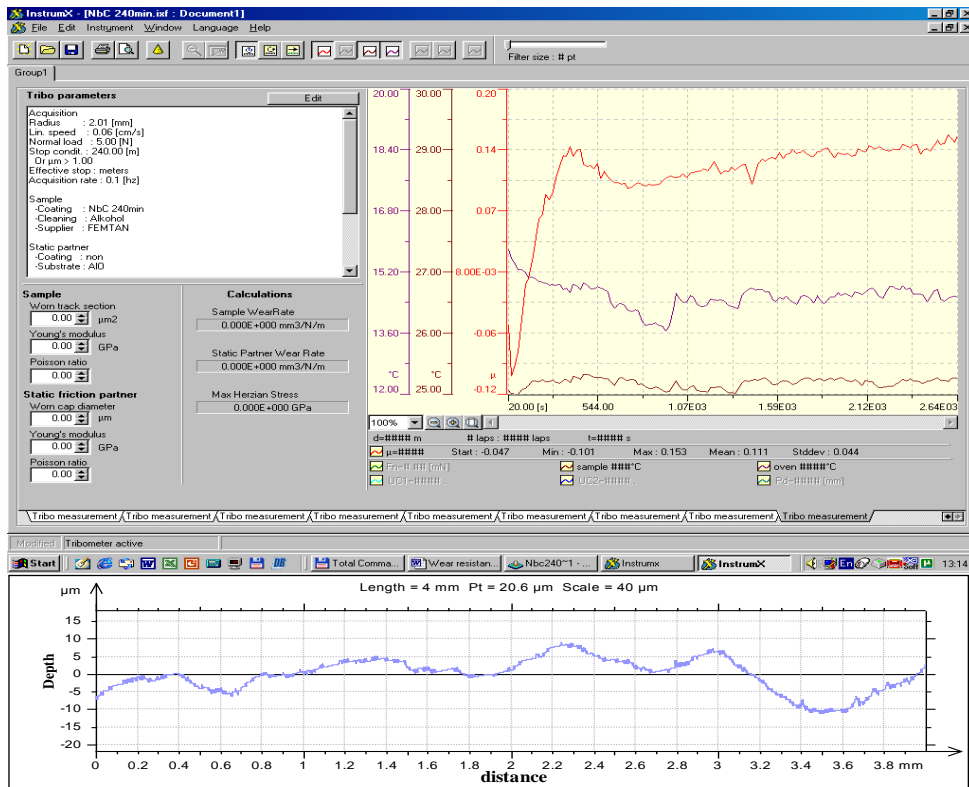 InstrumX - [NbC 240min.ixf : Document1]
File Edit Instryment Window Language Help
Filter size : # pt
Group1
Tribo parameters
Edit
Acquisition
Radius : 2.01 [mm]
Lin. speed : 0.06 [cm/s]
Normal load : 5.00 [N]
Stop condit. : 240.00 [m]
Or µm > 1.00
Effective stop : meters
Acquisition rate : 0.1 [hz]
Sample
-Coating : NbC 240min
-Cleaning : Alkohol
-Supplier : FEMTAN
Static partner
-Coating : non
-Substrate : AlO
Sample
Worn track section
0.00 µm2
Young's modulus
0.00 GPa
Poisson ratio
0.00
Static friction partner
Worn cap diameter
0.00 µm
Young's modulus
0.00 GPa
Poisson ratio
0.00
Calculations
Sample WearRate
0.000E+000 mm3/N/m
Static Partner Wear Rate
0.000E+000 mm3/N/m
Max Herzian Stress
0.000E+000 GPa
20.00 30.00 0.20
18.40 29.00 0.14
16.80 28.00 0.07
15.20 27.00 8.00E-03
13.60 26.00 -0.06
°C °C µ
12.00 25.00 -0.12
20.00 [s] 544.00 1.07E03 1.59E03 2.12E03 2.64E03
100%
d=#### m # laps : #### laps t=#### s
µ=#### Start : -0.047 Min : -0.101 Max : 0.153 Mean : 0.111 Stddev : 0.044
Fn=#.## [mN] sample ###°C oven ####°C
UC1=####.. UC2=####.. Pd=#### [mm]
Tribo measurement Tribo measurement Tribo measurement Tribo measurement Tribo measurement Tribo measurement Tribo measurement Tribo measurement Tribo measurement
Modified Tribometer active
Start Total Comma... Wear resistan... Nbc240~1 - ... Instrumx InstrumX En 13:14
µm Length = 4 mm Pt = 20.6 µm Scale = 40 µm
15
10
5
0
-5
-10
-15
-20
Depth
0 0.2 0.4 0.6 0.8 1 1.2 1.4 1.6 1.8 2 2.2 2.4 2.6 2.8 3 3.2 3.4 3.6 3.8 mm
distance